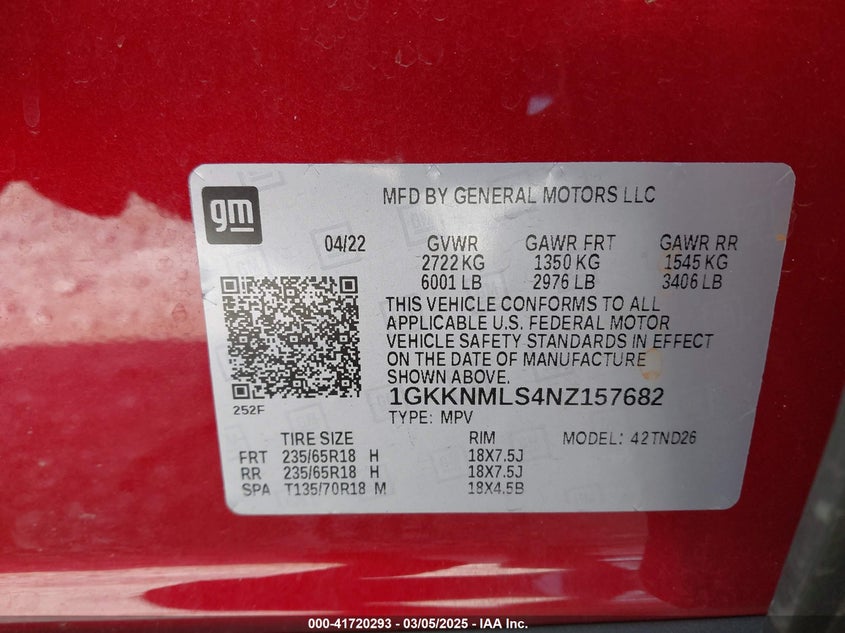 gm
MFD BY GENERAL MOTORS LLC
04/22 GVWR GAWR FRT GAWR RR
2722 KG 1350 KG 1545 KG
6001 LB 2976 LB 3406 LB
THIS VEHICLE CONFORMS TO ALL
APPLICABLE U.S. FEDERAL MOTOR
VEHICLE SAFETY STANDARDS IN EFFECT
ON THE DATE OF MANUFACTURE
SHOWN ABOVE.
1GKKNMLS4NZ157682
252F
TYPE: MPV
TIRE SIZE RIM MODEL: 42TND26
FRT 235/65R18 H 18X7.5J
RR 235/65R18 H 18X7.5J
SPA T135/70R18 M 18X4.5B
000-41720293 - 03/05/2025 - IAA Inc.